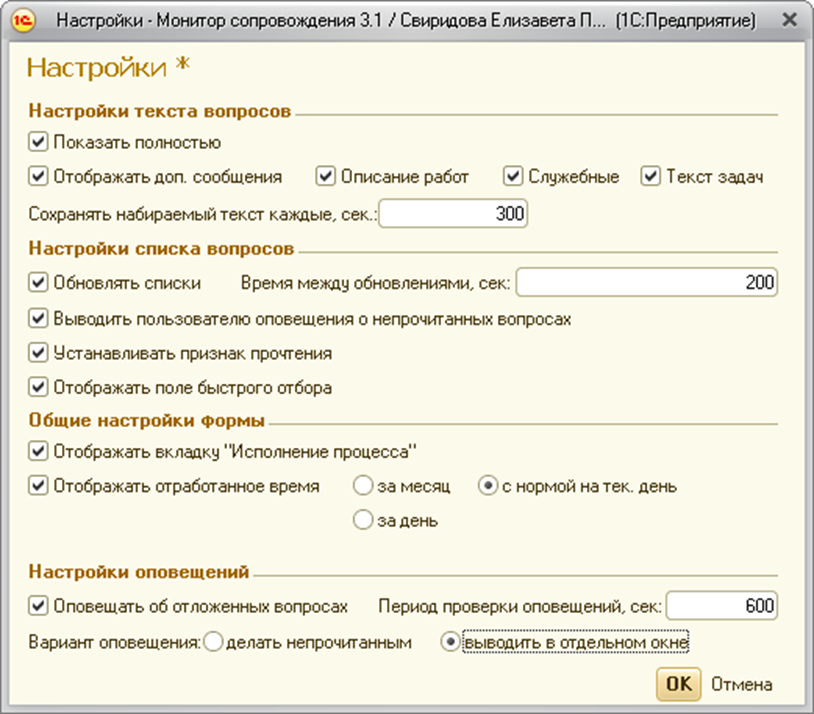 1С Настройки - Монитор сопровождения 3.1 / Свиридова Елизавета П... (1С:Предприятие)
Настройки *
Настройки текста вопросов
Показать полностью
Отображать доп. сообщения Описание работ Служебные Текст задач
Сохранять набираемый текст каждые, сек.: 300
Настройки списка вопросов
Обновлять списки Время между обновлениями, сек: 200
Выводить пользователю оповещения о непрочитанных вопросах
Устанавливать признак прочтения
Отображать поле быстрого отбора
Общие настройки формы
Отображать вкладку "Исполнение процесса"
Отображать отработанное время за месяц с нормой на тек. день
за день
Настройки оповещений
Оповещать об отложенных вопросах Период проверки оповещений, сек: 600
Вариант оповещения: делать непрочитанным выводить в отдельном окне
ОК Отмена